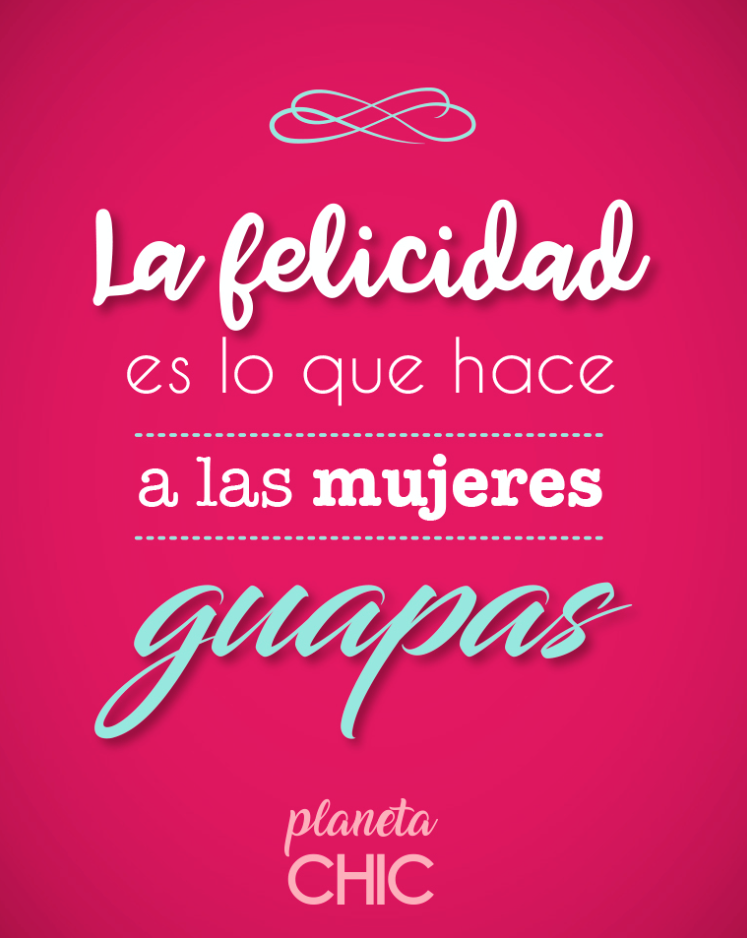 La felicidad
es lo que hace
a las mujeres
guapas
planeta
CHIC